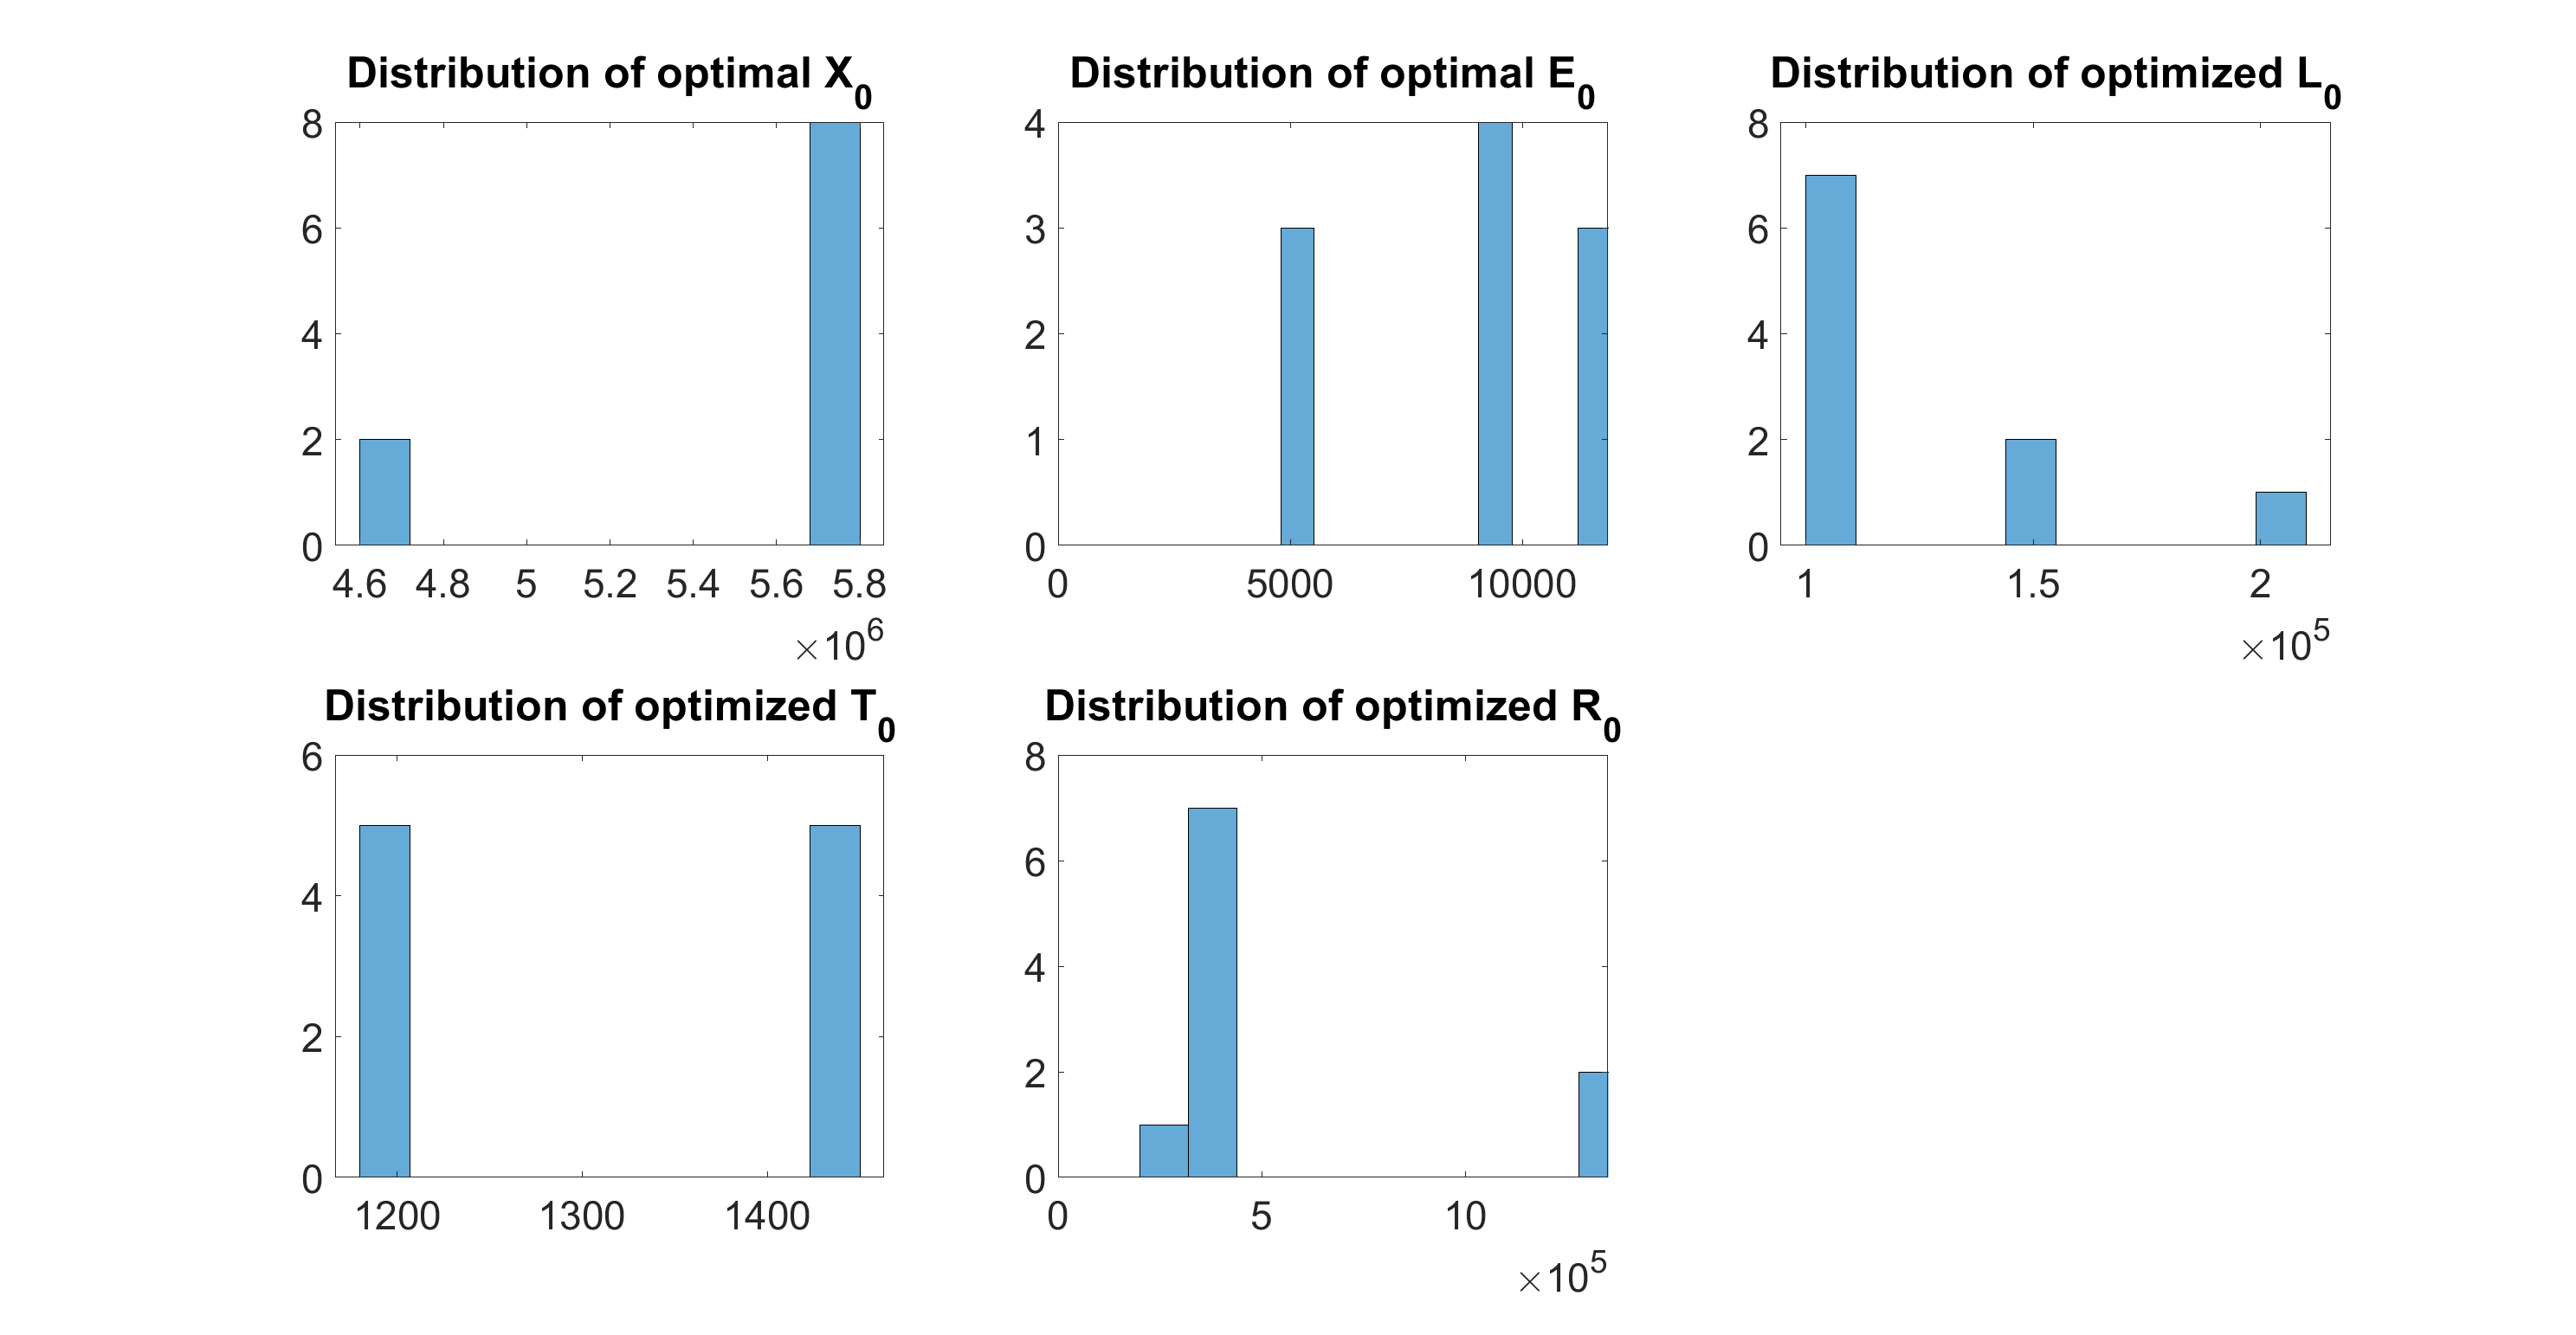 Distribution of optimal X0
8
6
4
2
0
4.6 4.8 5 5.2 5.4 5.6 5.8
×10^6
Distribution of optimal E0
4
3
2
1
0
0 5000 10000
Distribution of optimized L0
8
6
4
2
0
1 1.5 2
×10^5
Distribution of optimized T0
6
4
2
0
1200 1300 1400
Distribution of optimized R0
8
6
4
2
0
0 5 10
×10^5